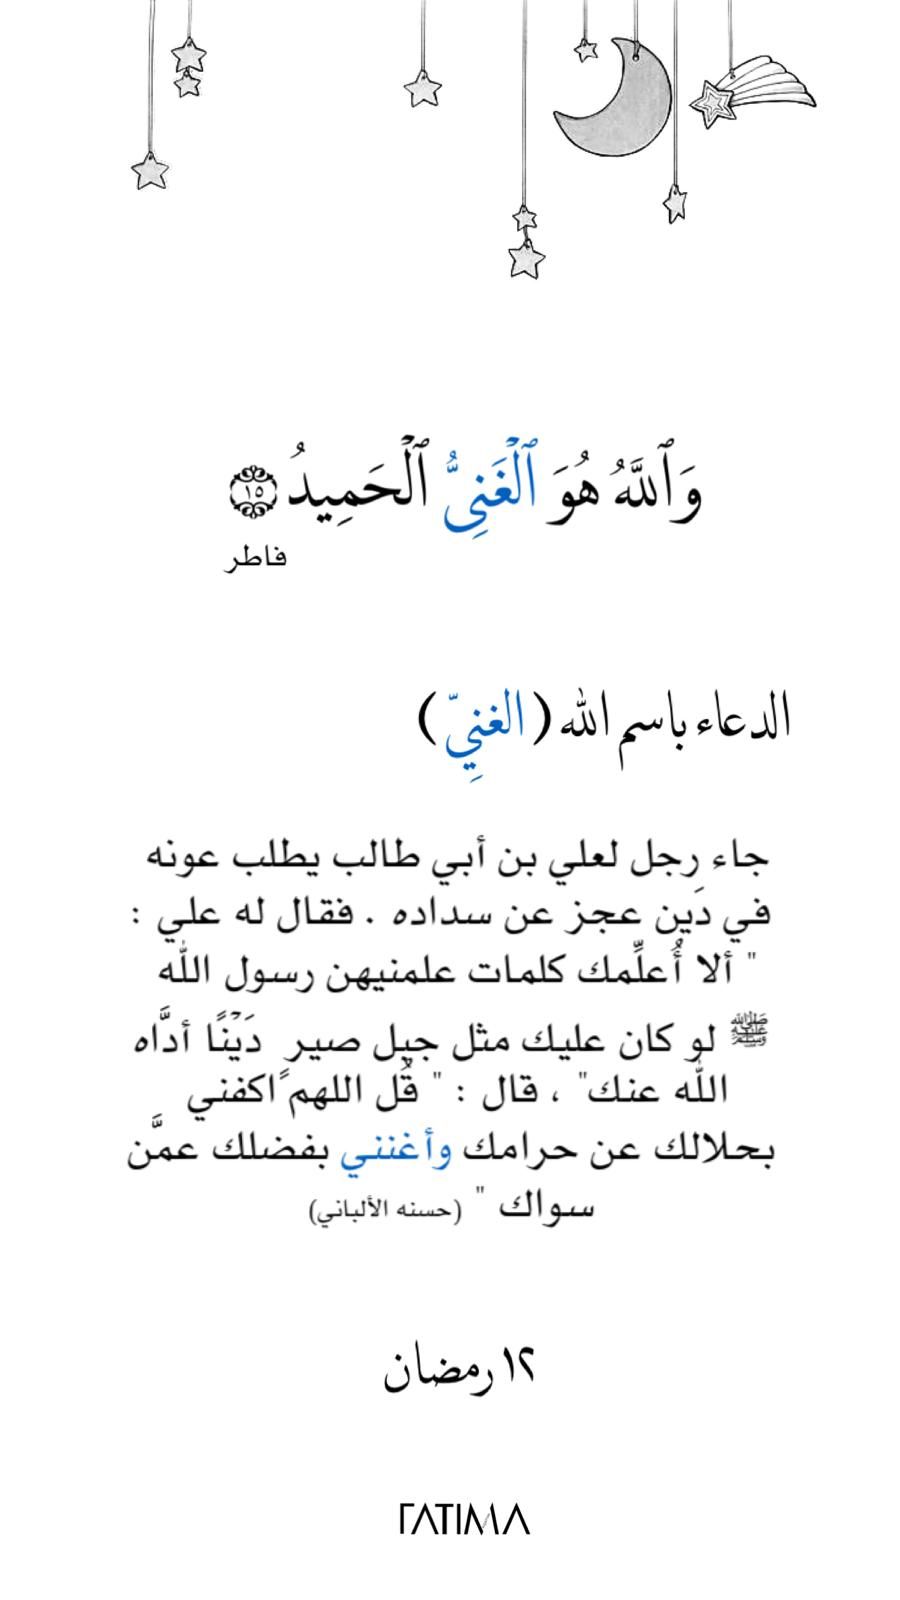 وَٱللَّهُ هُوَ ٱلْغَنِىُّ ٱلْحَمِيدُ ١٥
فاطر
الدعاء باسم الله (الغنيِّ)
جاء رجل لعلي بن أبي طالب يطلب عونه
في دَين عجز عن سداده . فقال له علي :
" ألا أُعلِّمك كلمات علمنيهن رسول الله
ﷺ لو كان عليك مثل جبل صيرٍ دَيْنًا أدَّاه
الله عنك" ، قال : " قُل اللهم اكفني
بحلالك عن حرامك وأغنني بفضلك عمَّن
سواك " (حسنه الألباني)
١٢ رمضان
FATIMA